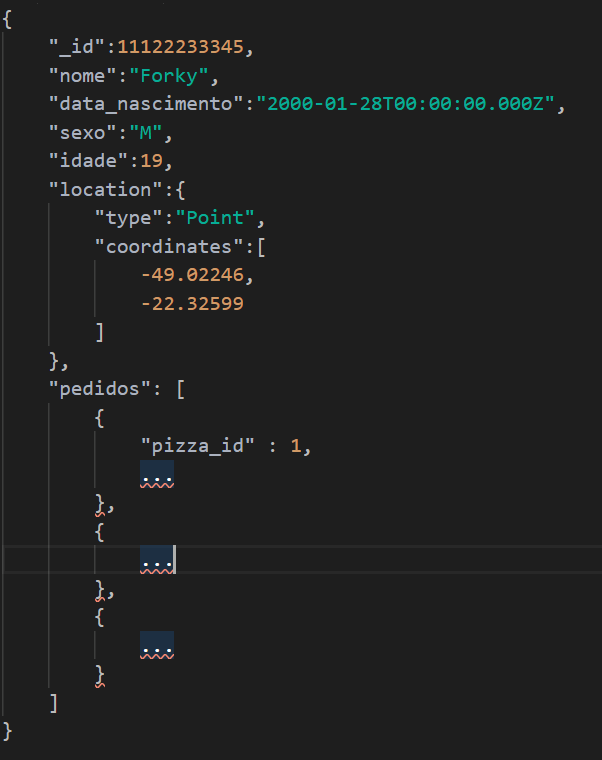 {
    "_id":11122233345,
    "nome":"Forky",
    "data_nascimento":"2000-01-28T00:00:00.000Z",
    "sexo":"M",
    "idade":19,
    "location":{
        "type":"Point",
        "coordinates":[
            -49.02246,
            -22.32599
        ]
    },
    "pedidos": [
        {
            "pizza_id" : 1,
            ...
        },
        {
            ...
        },
        {
            ...
        }
    ]
}